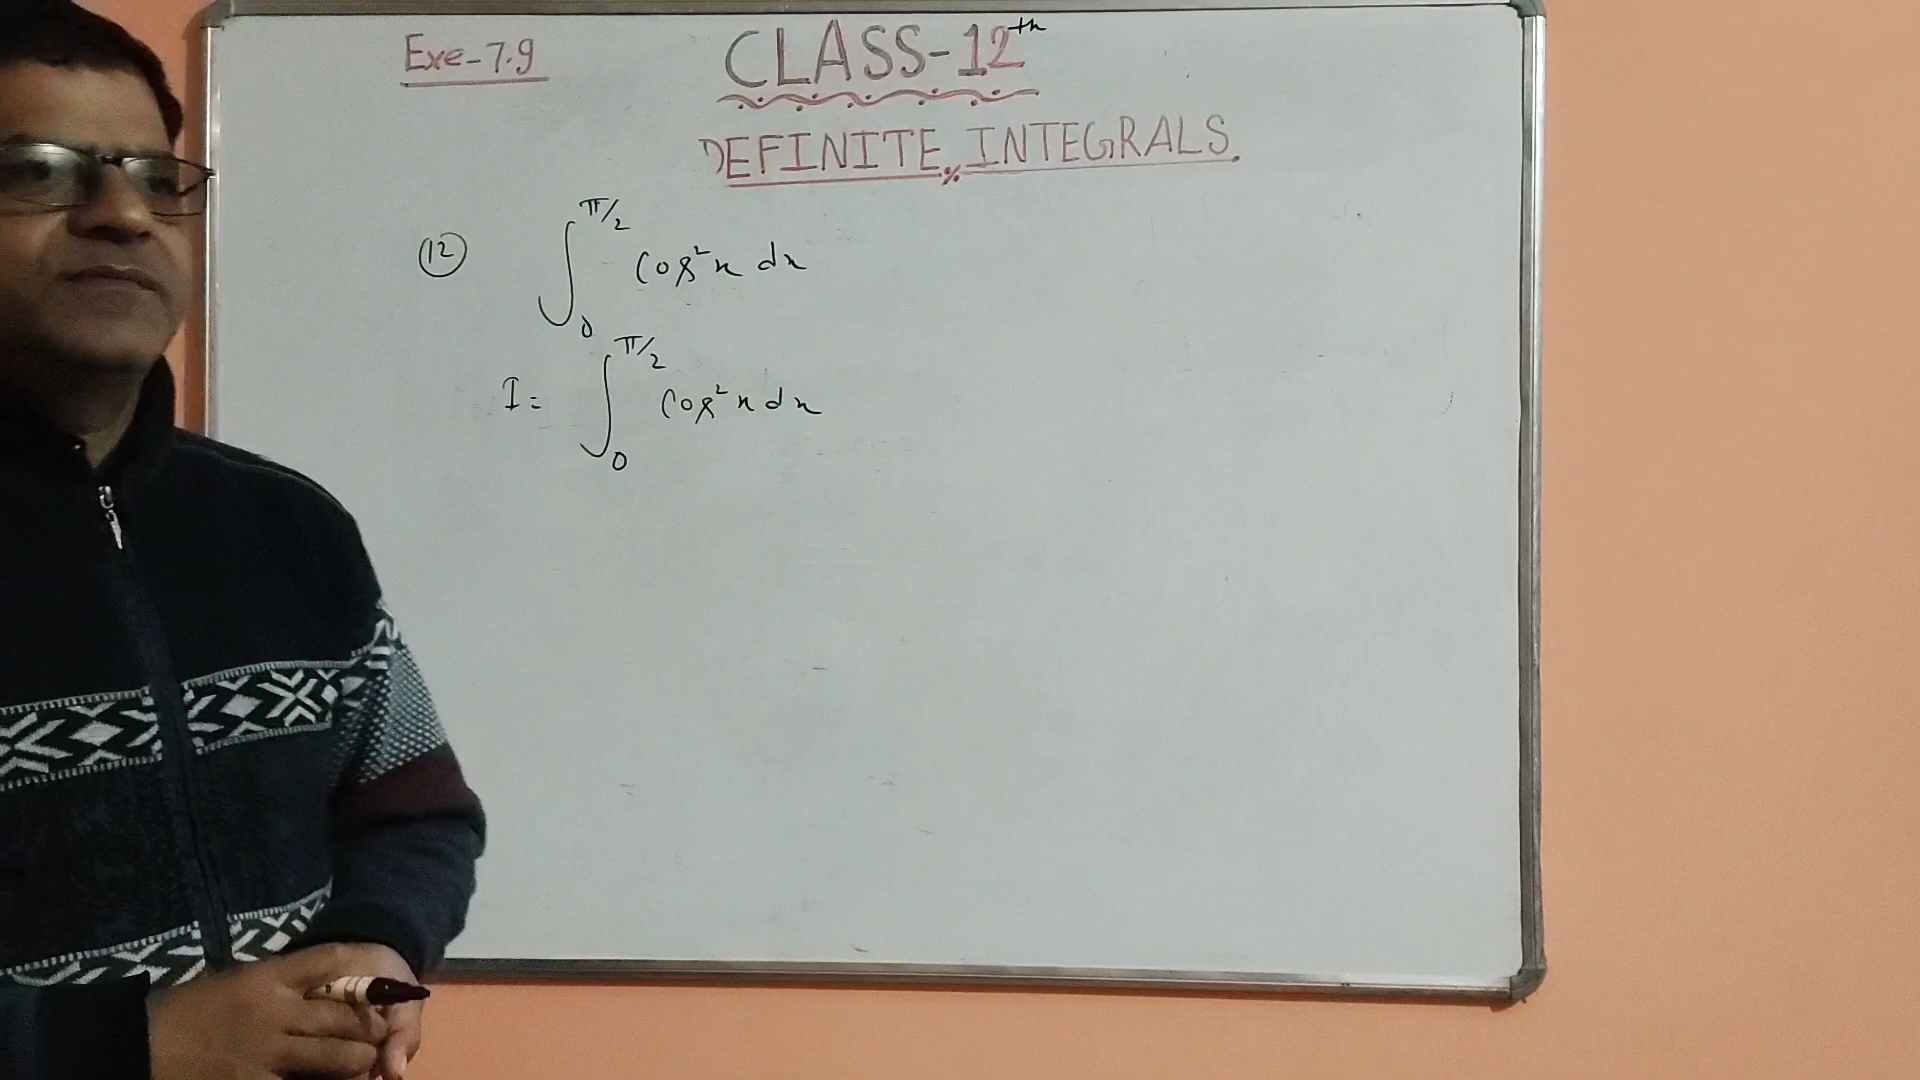 Exe-7.9
CLASS-12th
DEFINITE INTEGRALS.
(12) ∫₀^π/2 Cos²x dx
I = ∫₀^π/2 Cos²x dx